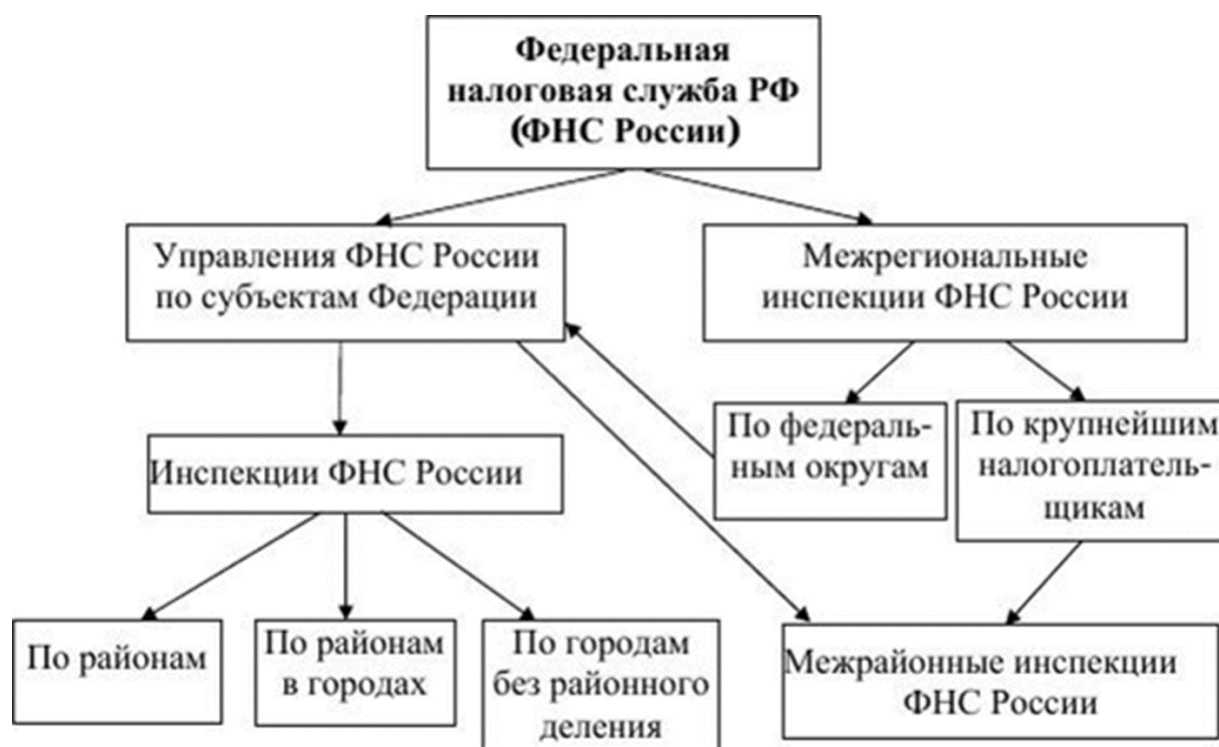 Федеральная
налоговая служба РФ
(ФНС России)
Управления ФНС России
по субъектам Федерации
Межрегиональные
инспекции ФНС России
По федераль-
ным округам
По крупнейшим
налогоплатель-
щикам
Инспекции ФНС России
По районам
По районам
в городах
По городам
без районного
деления
Межрайонные инспекции
ФНС России